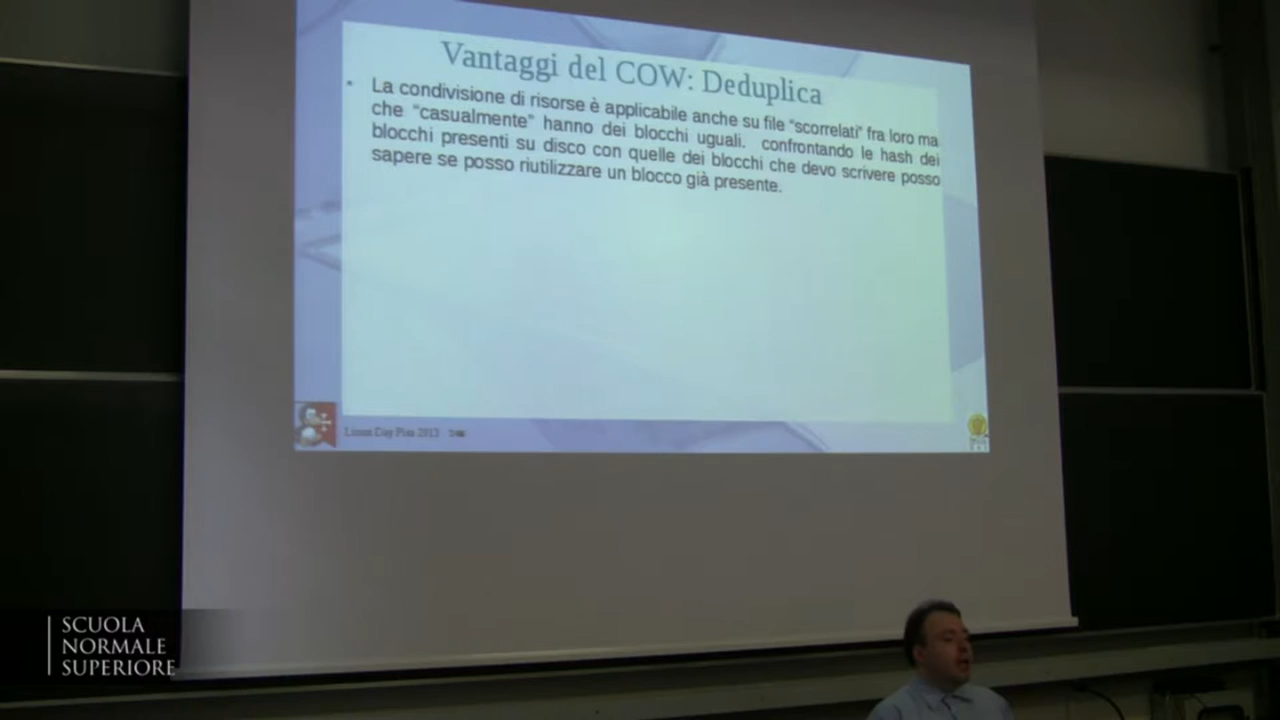 Vantaggi del COW: Deduplica
• La condivisione di risorse è applicabile anche su file "scorrelati" fra loro ma
che "casualmente" hanno dei blocchi uguali. confrontando le hash dei
blocchi presenti su disco con quelle dei blocchi che devo scrivere posso
sapere se posso riutilizzare un blocco già presente.
Linux Day Pisa 2013
SCUOLA
NORMALE
SUPERIORE